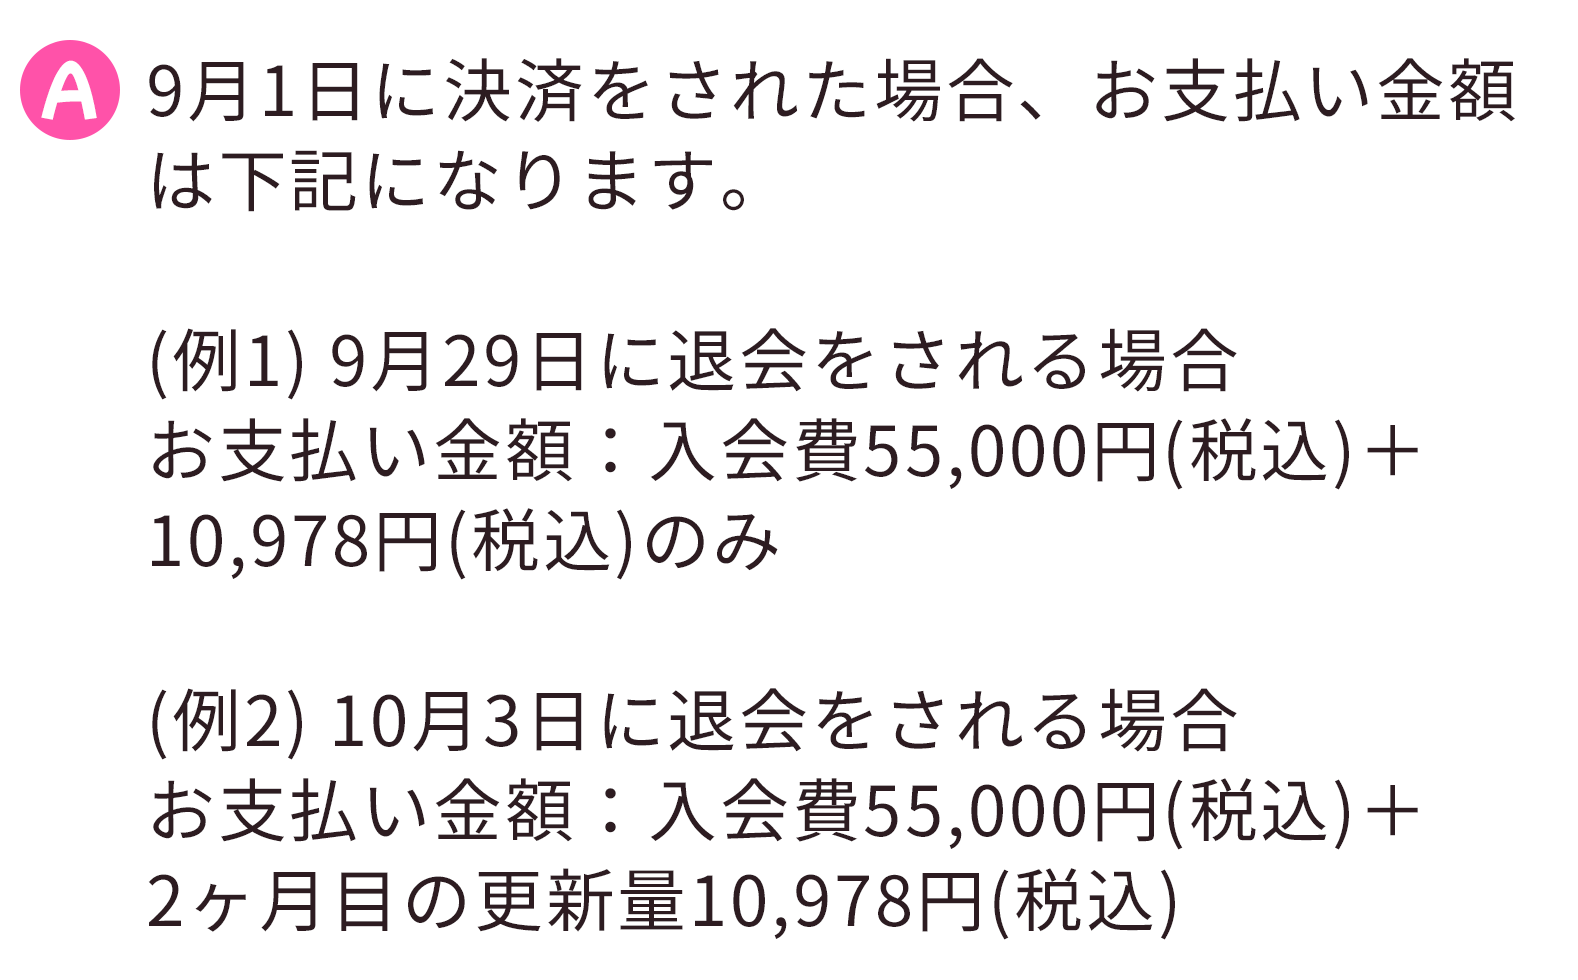 A
9月1日に決済をされた場合、お支払い金額
は下記になります。
(例1) 9月29日に退会をされる場合
お支払い金額：入会費55,000円(税込)＋
10,978円(税込)のみ
(例2) 10月3日に退会をされる場合
お支払い金額：入会費55,000円(税込)＋
2ヶ月目の更新量10,978円(税込)